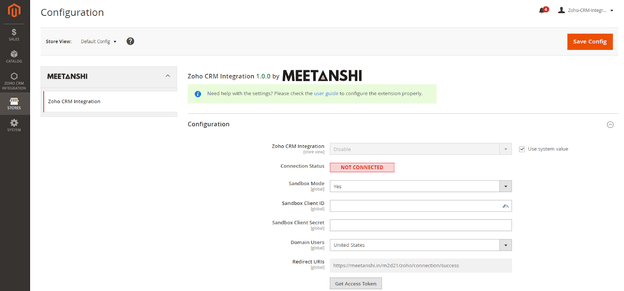 Configuration
4
Zoho-CRM-Integr...
Store View:
Default Config
?
Save Config
SALES
CATALOG
ZOHO CRM
INTEGRATION
STORES
SYSTEM
MEETANSHI
Zoho CRM Integration
Zoho CRM Integration 1.0.0 by MEETANSHI
Need help with the settings? Please check the user guide to configure the extension properly.
Configuration
Zoho CRM Integration
[store view]
Disable
Use system value
Connection Status
NOT CONNECTED
Sandbox Mode
[global]
Yes
Sandbox Client ID
[global]
Sandbox Client Secret
[global]
Domain Users
[global]
United States
Redirect URIs
[global]
https://meetanshi.in/m2d21/zoho/connection/success
Get Access Token